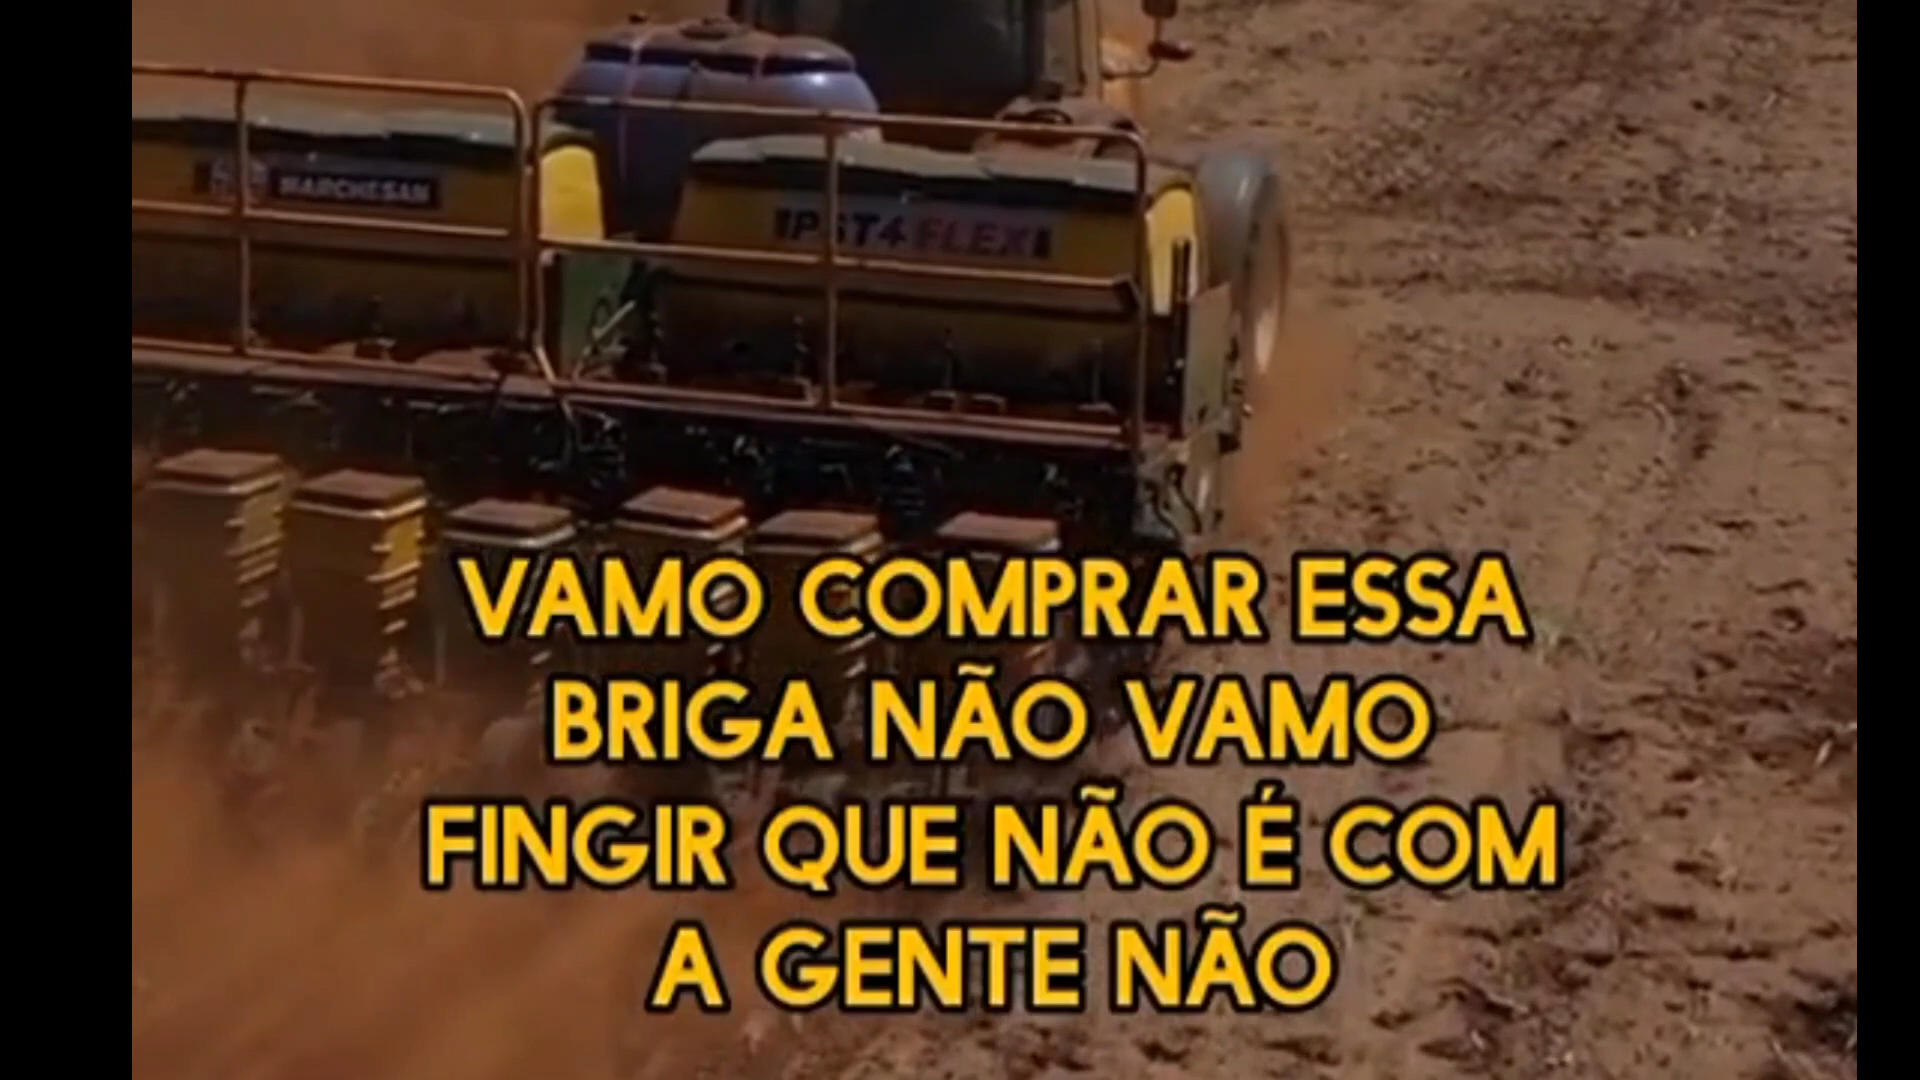 MARCHESAN
PST4 FLEX
VAMO COMPRAR ESSA
BRIGA NÃO VAMO
FINGIR QUE NÃO É COM
A GENTE NÃO